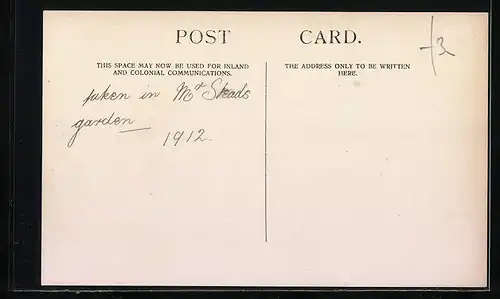 POST CARD.
THIS SPACE MAY NOW BE USED FOR INLAND
AND COLONIAL COMMUNICATIONS.
THE ADDRESS ONLY TO BE WRITTEN
HERE.
taken in Mr Steads
garden
1912.